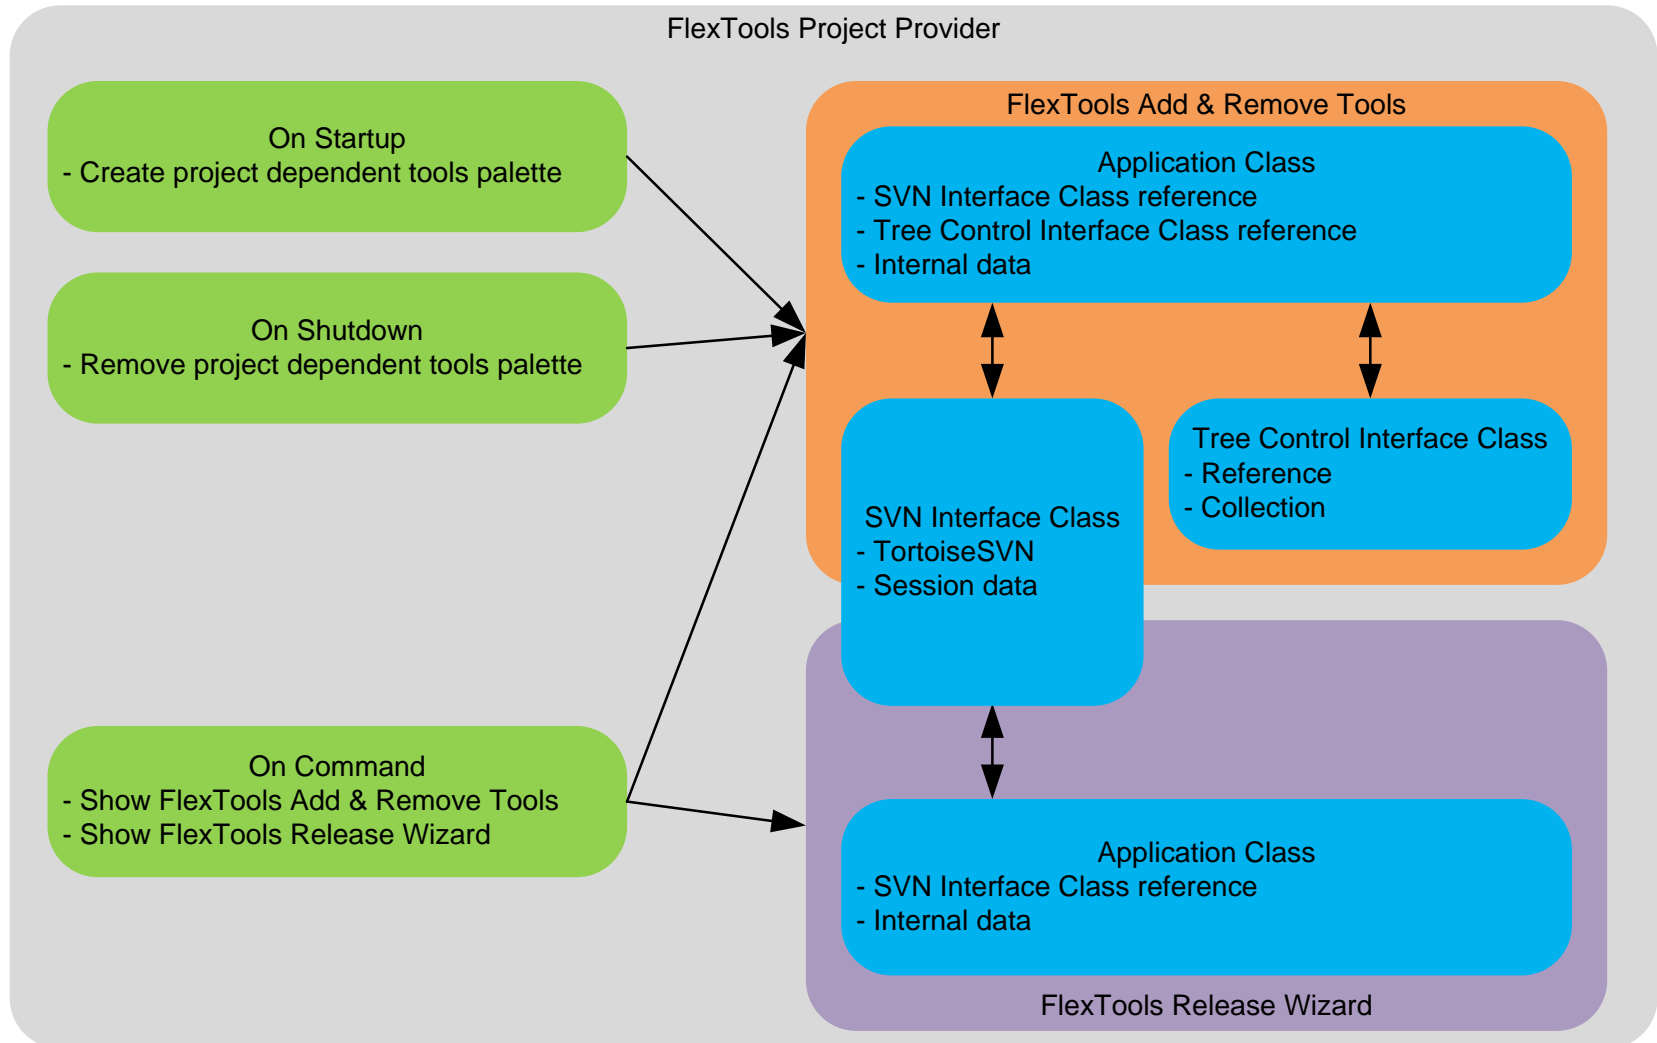 FlexTools Project Provider
On Startup
- Create project dependent tools palette
On Shutdown
- Remove project dependent tools palette
On Command
- Show FlexTools Add & Remove Tools
- Show FlexTools Release Wizard
FlexTools Add & Remove Tools
Application Class
- SVN Interface Class reference
- Tree Control Interface Class reference
- Internal data
SVN Interface Class
- TortoiseSVN
- Session data
Tree Control Interface Class
- Reference
- Collection
Application Class
- SVN Interface Class reference
- Internal data
FlexTools Release Wizard